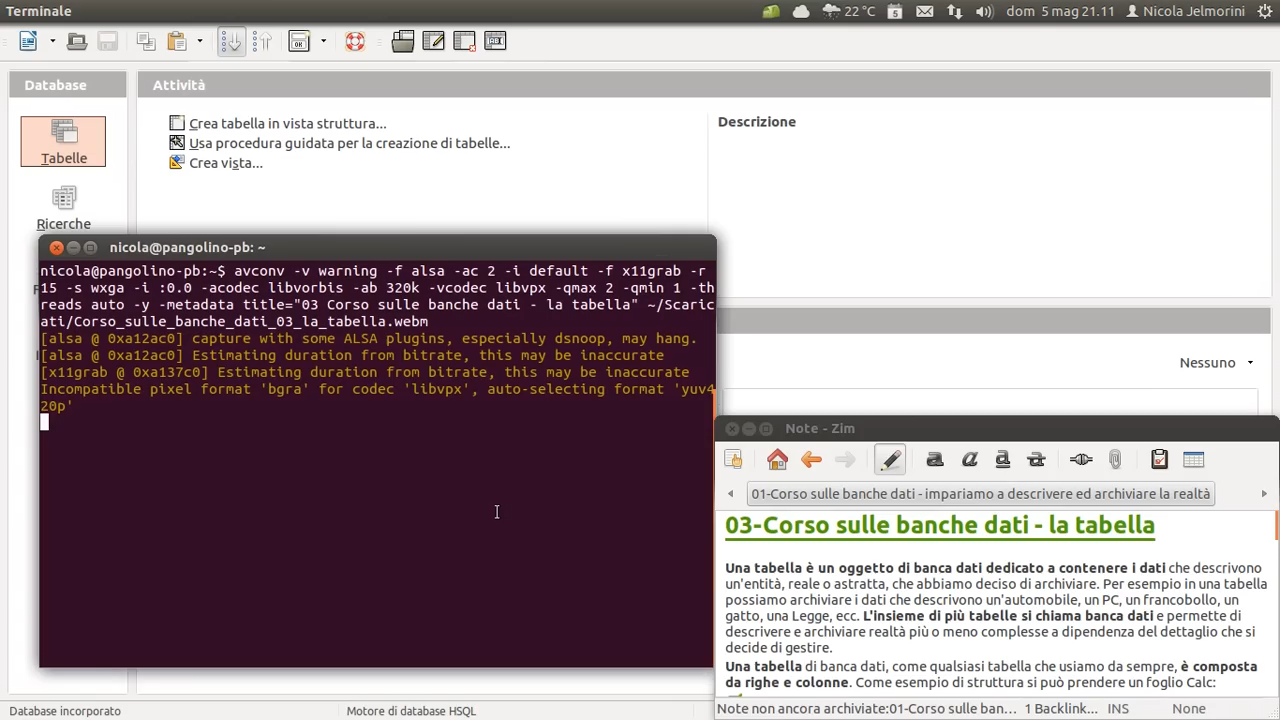 Terminale
22 °C
5
dom 5 mag 21.11
Nicola Jelmorini
Database
Attività
Descrizione
Crea tabella in vista struttura...
Usa procedura guidata per la creazione di tabelle...
Crea vista...
Tabelle
Ricerche
nicola@pangolino-pb: ~
nicola@pangolino-pb:~$ avconv -v warning -f alsa -ac 2 -i default -f x11grab -r
15 -s wxga -i :0.0 -acodec libvorbis -ab 320k -vcodec libvpx -qmax 2 -qmin 1 -th
reads auto -y -metadata title="03 Corso sulle banche dati - la tabella" ~/Scaric
ati/Corso_sulle_banche_dati_03_la_tabella.webm
[alsa @ 0xa12ac0] capture with some ALSA plugins, especially dsnoop, may hang.
[alsa @ 0xa12ac0] Estimating duration from bitrate, this may be inaccurate
[x11grab @ 0xa137c0] Estimating duration from bitrate, this may be inaccurate
Incompatible pixel format 'bgra' for codec 'libvpx', auto-selecting format 'yuv4
20p'
Nessuno
Note - Zim
01-Corso sulle banche dati - impariamo a descrivere ed archiviare la realtà
03-Corso sulle banche dati - la tabella
Una tabella è un oggetto di banca dati dedicato a contenere i dati che descrivono
un'entità, reale o astratta, che abbiamo deciso di archiviare. Per esempio in una tabella
possiamo archiviare i dati che descrivono un'automobile, un PC, un francobollo, un
gatto, una Legge, ecc. L'insieme di più tabelle si chiama banca dati e permette di
descrivere e archiviare realtà più o meno complesse a dipendenza del dettaglio che si
decide di gestire.
Una tabella di banca dati, come qualsiasi tabella che usiamo da sempre, è composta
da righe e colonne. Come esempio di struttura si può prendere un foglio Calc:
Note non ancora archiviate:01-Corso sulle ban...
1 Backlink...
INS
None
Database incorporato
Motore di database HSQL